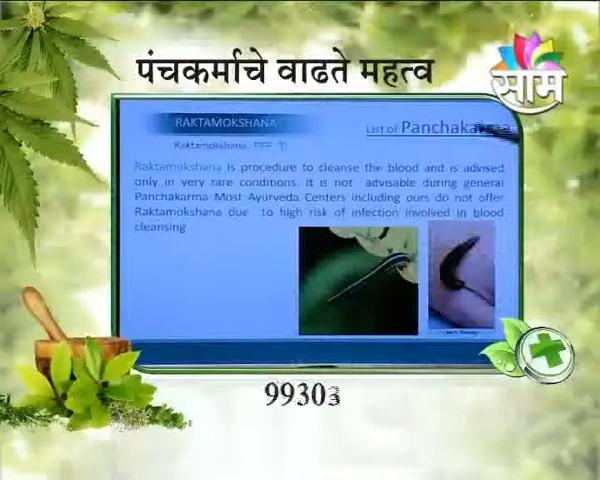 पंचकर्माचे वाढते महत्व
साम
RAKTAMOKSHANA
List of Panchakarma
Raktamokshana
Raktamokshana is procedure to cleanse the blood and is advised
only in very rare conditions. It is not advisable during general
Panchakarma Most Ayurveda Centers including ours do not offer
Raktamokshana due to high risk of infection involved in blood
cleansing
9930